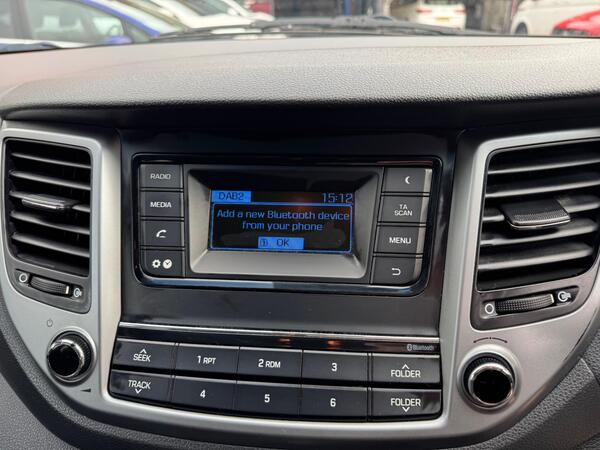 RADIO
MEDIA
DAB2 15:12
Add a new Bluetooth device
from your phone
1 OK
TA
SCAN
MENU
Bluetooth
SEEK
1 RPT
2 RDM
3
FOLDER
TRACK
4
5
6
FOLDER